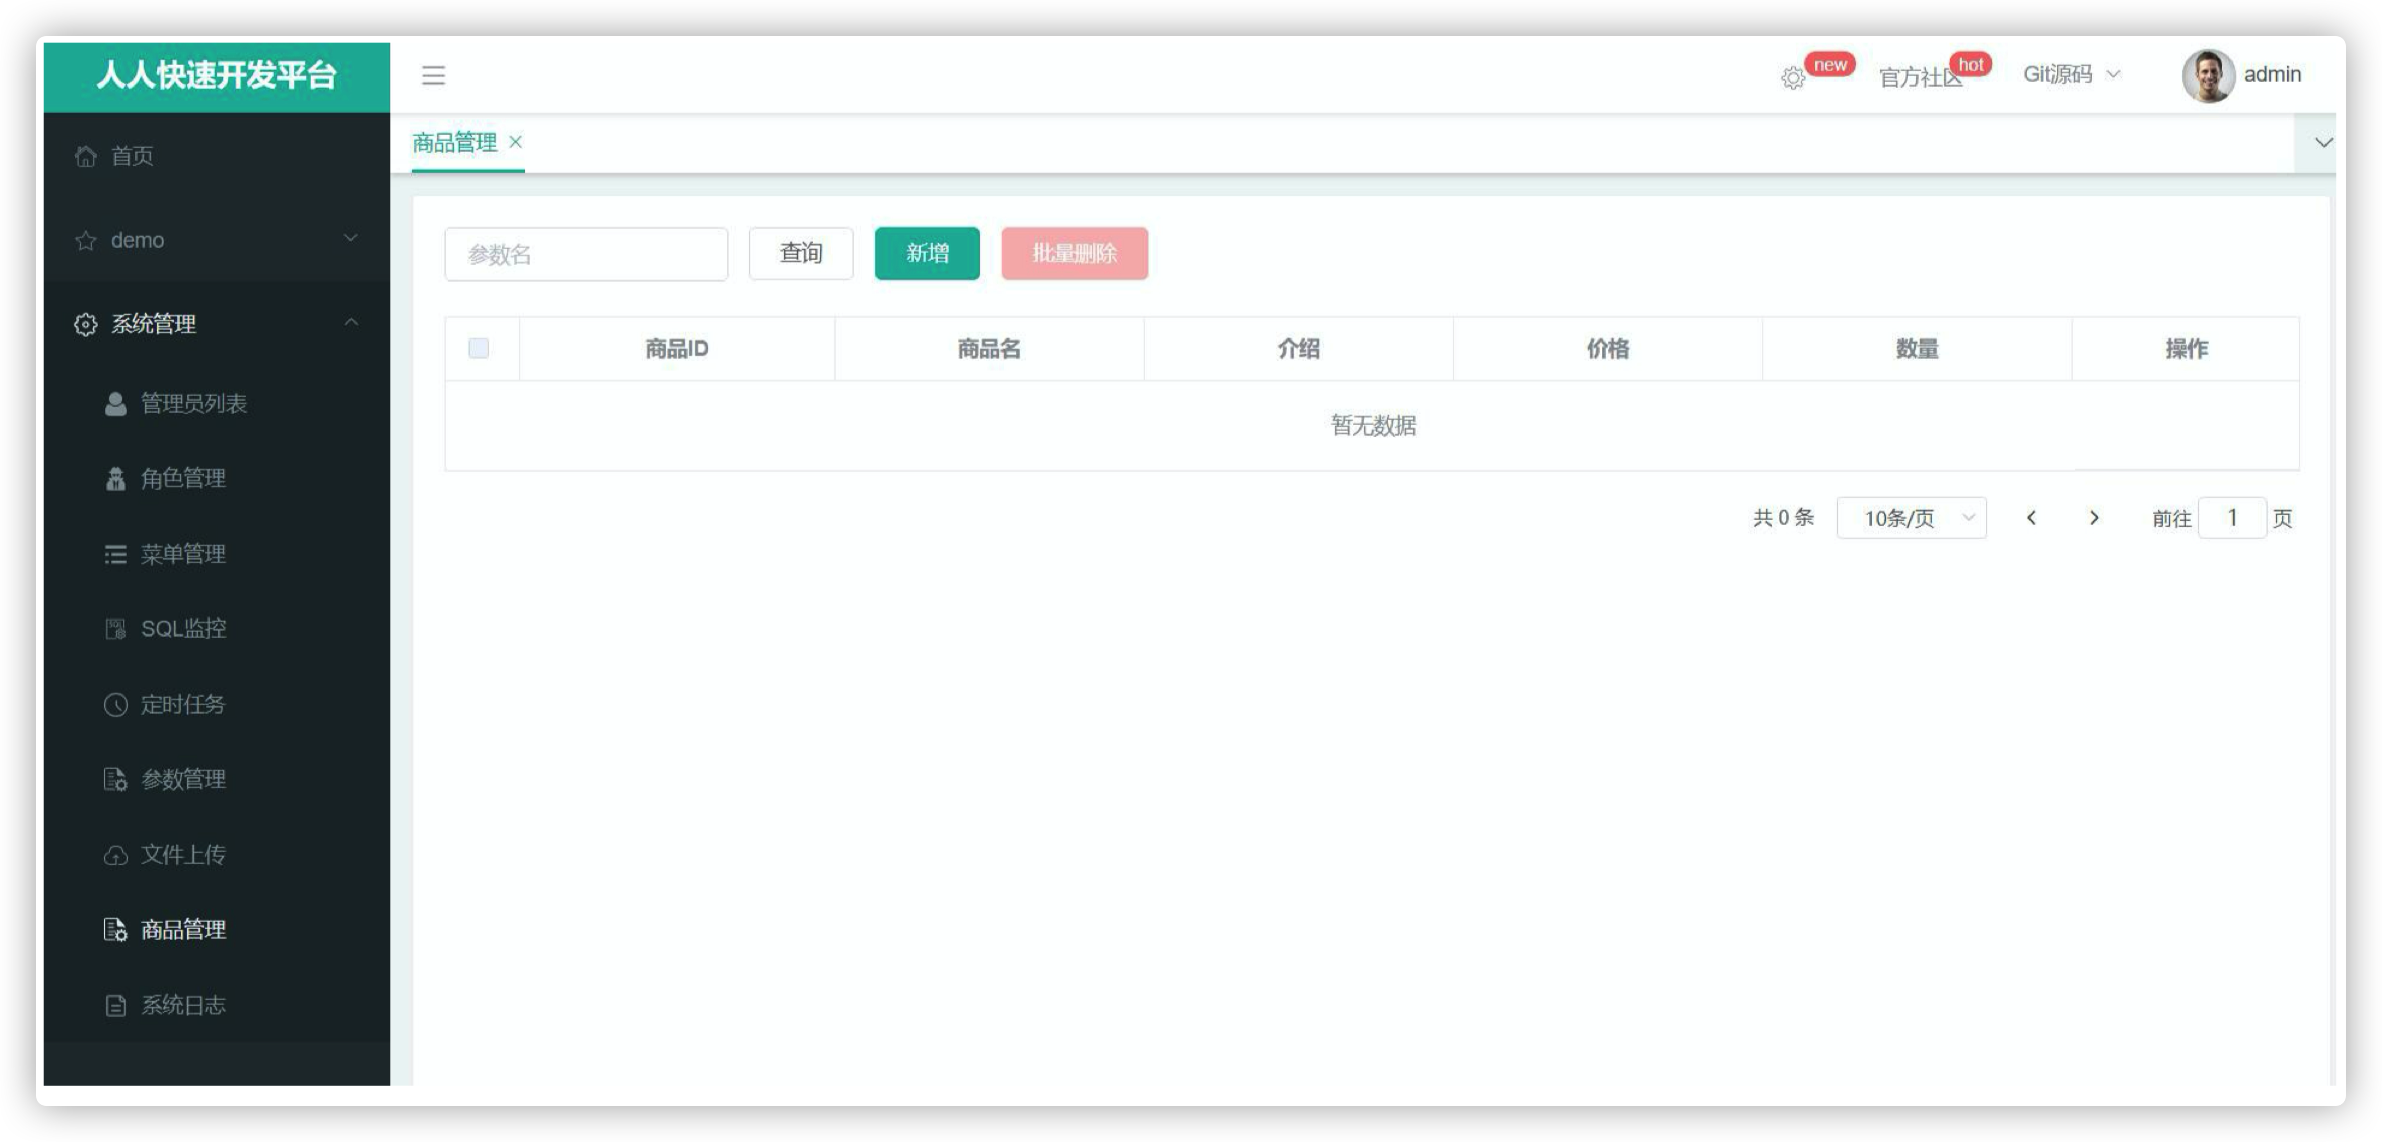 人人快速开发平台
new
官方社区
hot
Git源码
admin
首页
demo
系统管理
管理员列表
角色管理
菜单管理
SQL监控
定时任务
参数管理
文件上传
商品管理
系统日志
商品管理
参数名 查询 新增 批量删除
商品ID 商品名 介绍 价格 数量 操作
暂无数据
共 0 条 10条/页 前往 1 页